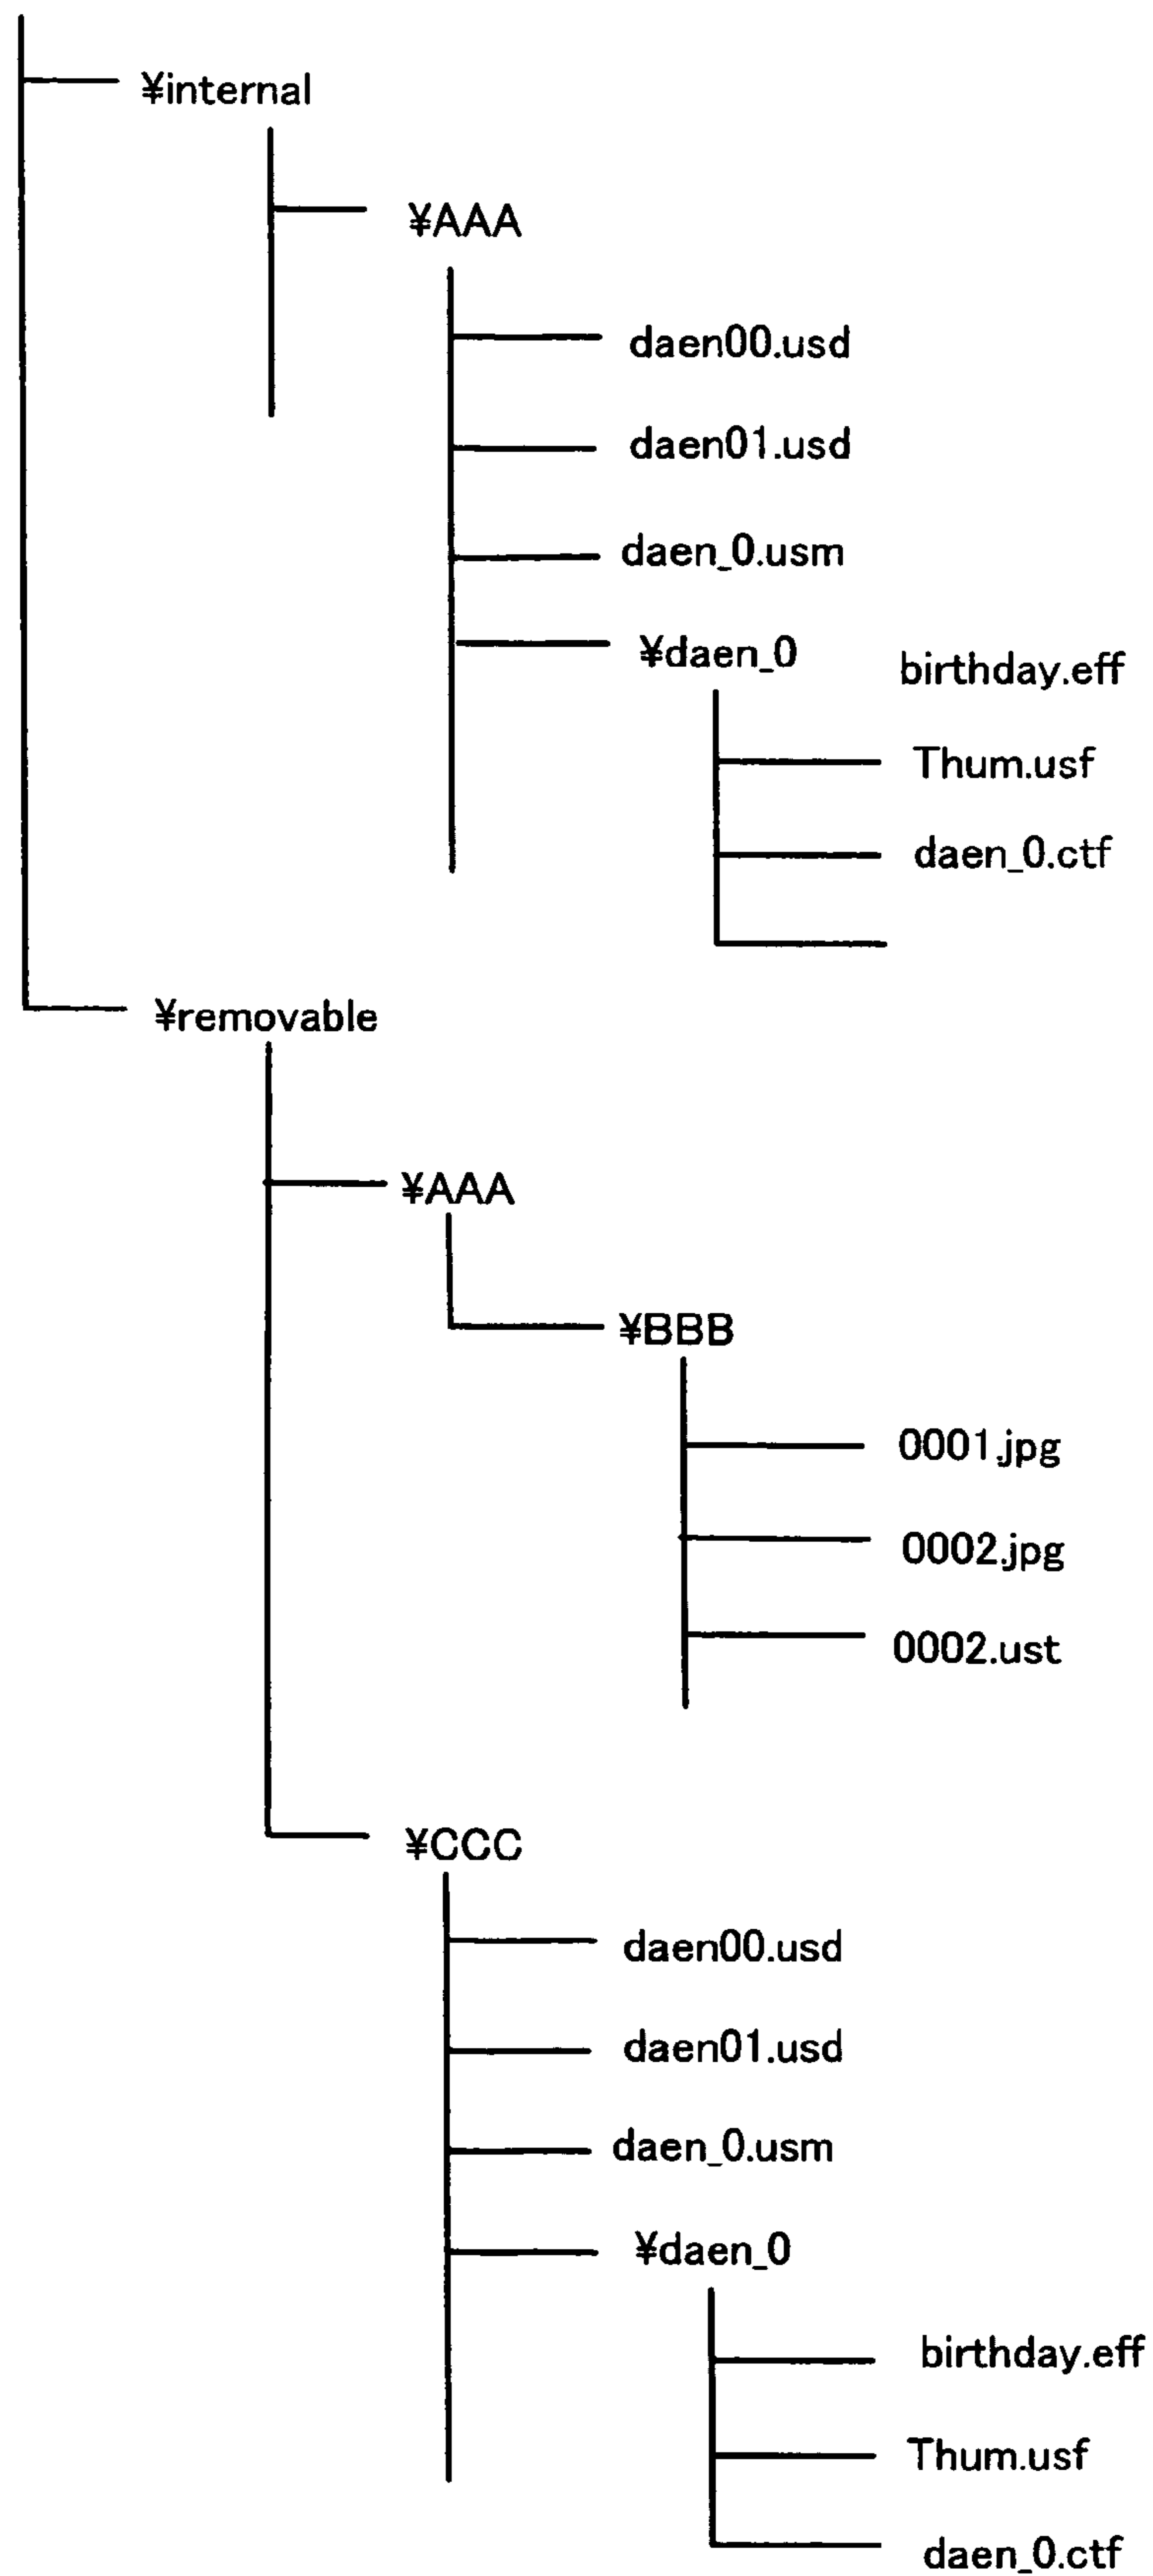 ¥internal
¥AAA
daen00.usd
daen01.usd
daen_0.usm
¥daen_0
birthday.eff
Thum.usf
daen_0.ctf
¥removable
¥AAA
¥BBB
0001.jpg
0002.jpg
0002.ust
¥CCC
daen00.usd
daen01.usd
daen_0.usm
¥daen_0
birthday.eff
Thum.usf
daen_0.ctf